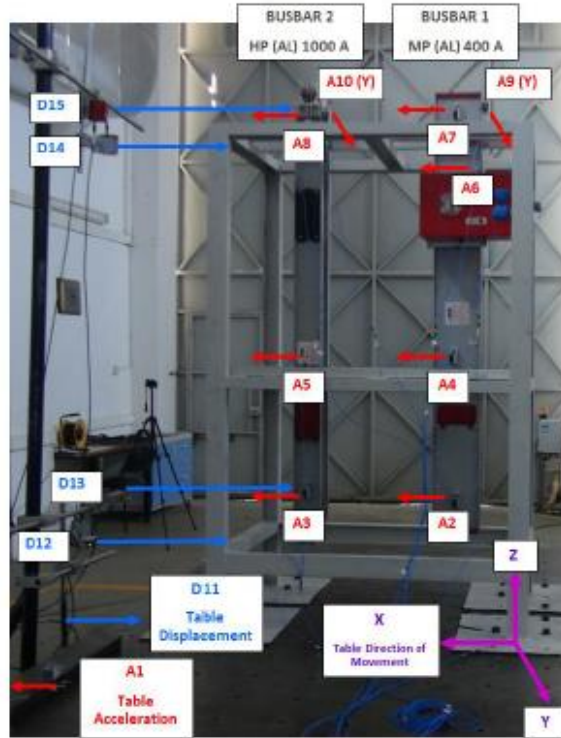 BUSBAR 2
HP (AL) 1000 A
BUSBAR 1
MP (AL) 400 A
A10 (Y)
A9 (Y)
D15
D14
A8
A7
A6
A5
A4
D13
D12
A3
A2
D11
Table
Displacement
A1
Table
Acceleration
Z
X
Table Direction of
Movement
Y